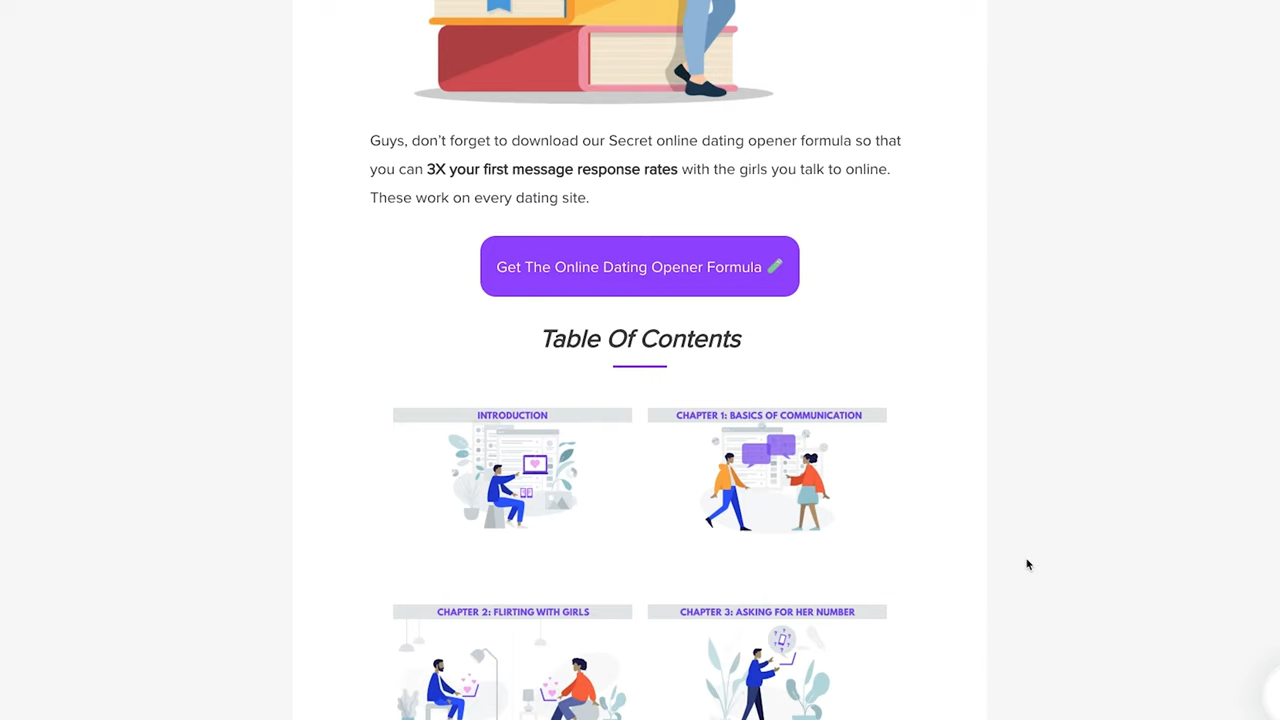 Guys, don’t forget to download our Secret online dating opener formula so that
you can 3X your first message response rates with the girls you talk to online.
These work on every dating site.
Get The Online Dating Opener Formula
Table Of Contents
INTRODUCTION
CHAPTER 1: BASICS OF COMMUNICATION
CHAPTER 2: FLIRTING WITH GIRLS
CHAPTER 3: ASKING FOR HER NUMBER